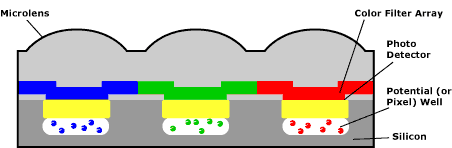 Microlens
Color Filter Array
Photo
Detector
Potential (or
Pixel) Well
Silicon